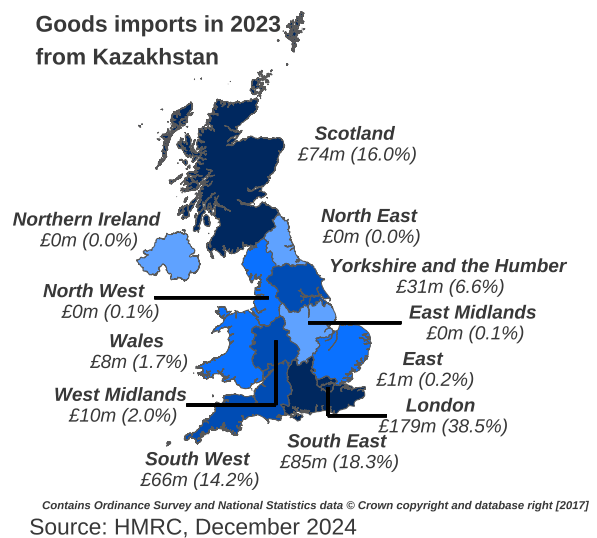 Goods imports in 2023
from Kazakhstan
Scotland
£74m (16.0%)
Northern Ireland
£0m (0.0%)
North East
£0m (0.0%)
Yorkshire and the Humber
£31m (6.6%)
North West
£0m (0.1%)
East Midlands
£0m (0.1%)
Wales
£8m (1.7%)
East
£1m (0.2%)
West Midlands
£10m (2.0%)
London
£179m (38.5%)
South East
£85m (18.3%)
South West
£66m (14.2%)
Contains Ordinance Survey and National Statistics data © Crown copyright and database right [2017]
Source: HMRC, December 2024